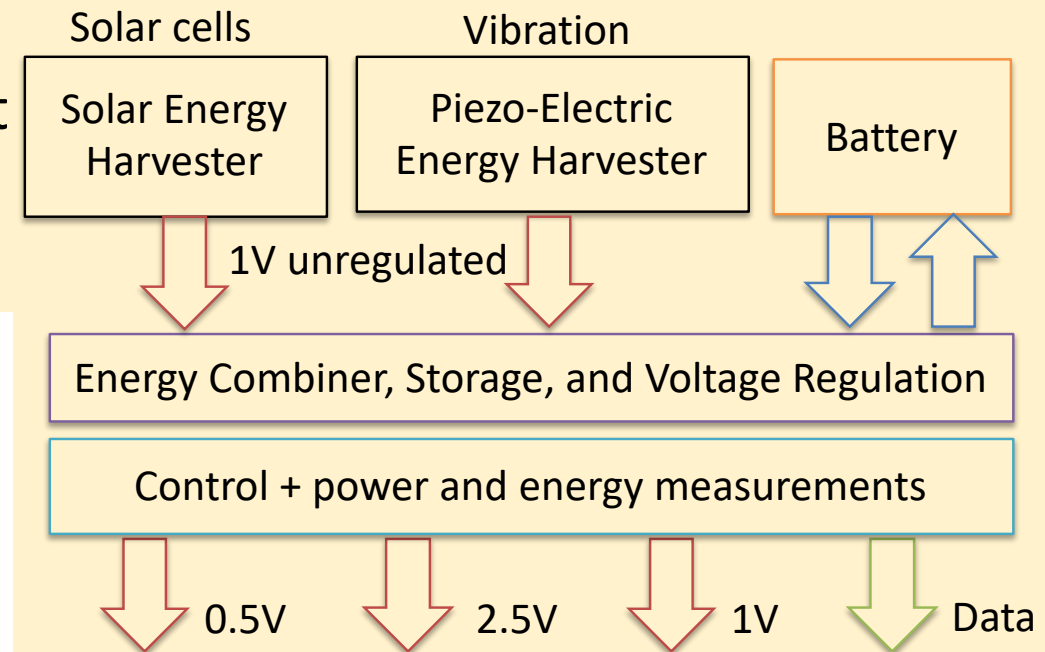 Solar cells
Vibration
t
Solar Energy
Harvester
Piezo-Electric
Energy Harvester
Battery
1V unregulated
Energy Combiner, Storage, and Voltage Regulation
Control + power and energy measurements
0.5V
2.5V
1V
Data